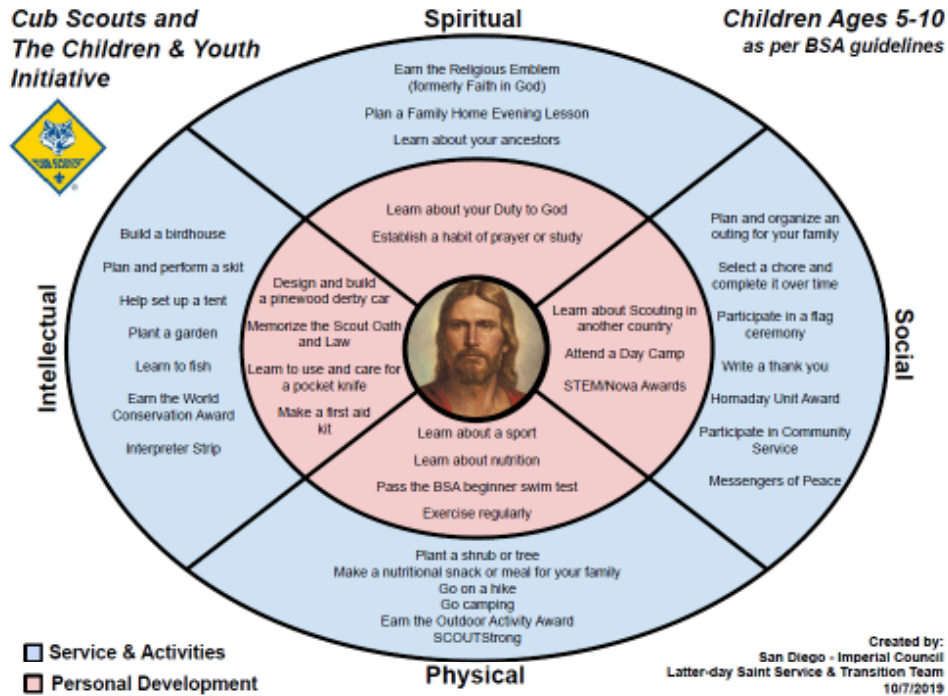 Cub Scouts and
The Children & Youth
Initiative
Spiritual
Children Ages 5-10
as per BSA guidelines
Earn the Religious Emblem
(formerly Faith in God)
Plan a Family Home Evening Lesson
Learn about your ancestors
Learn about your Duty to God
Establish a habit of prayer or study
Intellectual
Build a birdhouse
Plan and perform a skit
Help set up a tent
Plant a garden
Learn to fish
Earn the World
Conservation Award
Interpreter Strip
Design and build
a pinewood derby car
Memorize the Scout Oath
and Law
Learn to use and care for
a pocket knife
Make a first aid
kit
Learn about Scouting in
another country
Attend a Day Camp
STEM/Nova Awards
Plan and organize an
outing for your family
Select a chore and
complete it over time
Participate in a flag
ceremony
Write a thank you
Hornaday Unit Award
Participate in Community
Service
Messengers of Peace
Social
Learn about a sport
Learn about nutrition
Pass the BSA beginner swim test
Exercise regularly
Plant a shrub or tree
Make a nutritional snack or meal for your family
Go on a hike
Go camping
Earn the Outdoor Activity Award
SCOUTStrong
Physical
Service & Activities
Personal Development
Created by:
San Diego - Imperial Council
Latter-day Saint Service & Transition Team
10/7/2019